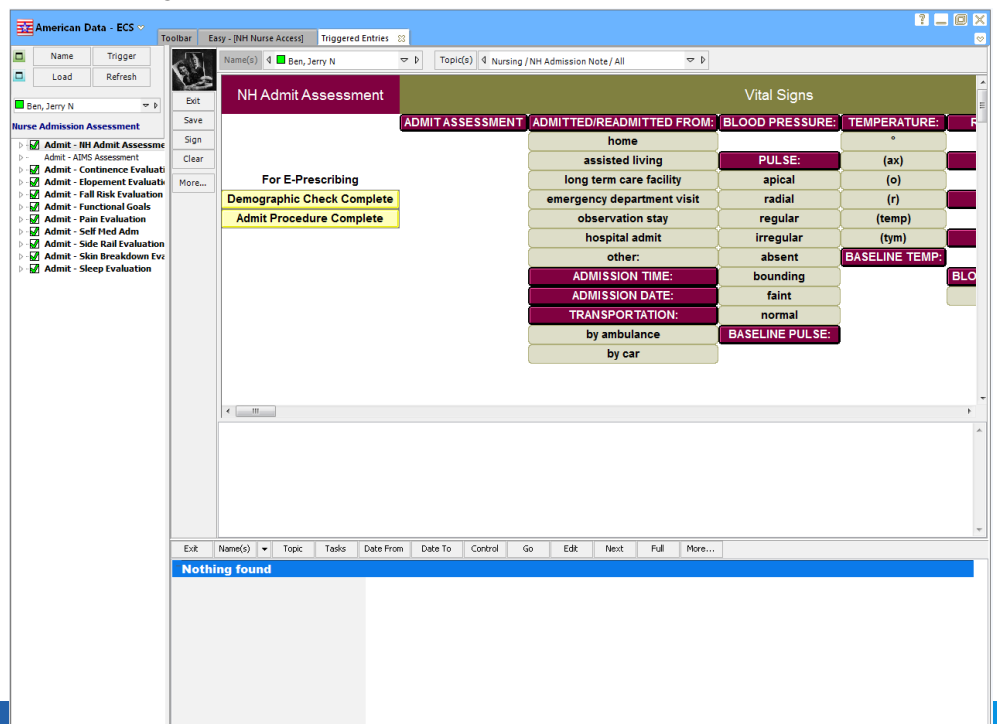 American Data - ECS
Toolbar
Easy - [NH Nurse Access]
Triggered Entries
Name
Trigger
Load
Refresh
Ben, Jerry N
Nurse Admission Assessment
Admit - NH Admit Assessme
Admit - AIMS Assessment
Admit - Continence Evaluati
Admit - Elopement Evaluati
Admit - Fall Risk Evaluation
Admit - Functional Goals
Admit - Pain Evaluation
Admit - Self Med Adm
Admit - Side Rail Evaluation
Admit - Skin Breakdown Eva
Admit - Sleep Evaluation
Exit
Save
Sign
Clear
More...
Name(s) Ben, Jerry N Topic(s) Nursing / NH Admission Note / All
NH Admit Assessment
Vital Signs
For E-Prescribing
Demographic Check Complete
Admit Procedure Complete
ADMIT ASSESSMENT
ADMITTED/READMITTED FROM:
home
assisted living
long term care facility
emergency department visit
observation stay
hospital admit
other:
ADMISSION TIME:
ADMISSION DATE:
TRANSPORTATION:
by ambulance
by car
BLOOD PRESSURE:
PULSE:
apical
radial
regular
irregular
absent
bounding
faint
normal
BASELINE PULSE:
TEMPERATURE:
°
(ax)
(o)
(r)
(temp)
(tym)
BASELINE TEMP:
R
BLO
Exit Name(s) Topic Tasks Date From Date To Control Go Edit Next Full More...
Nothing found